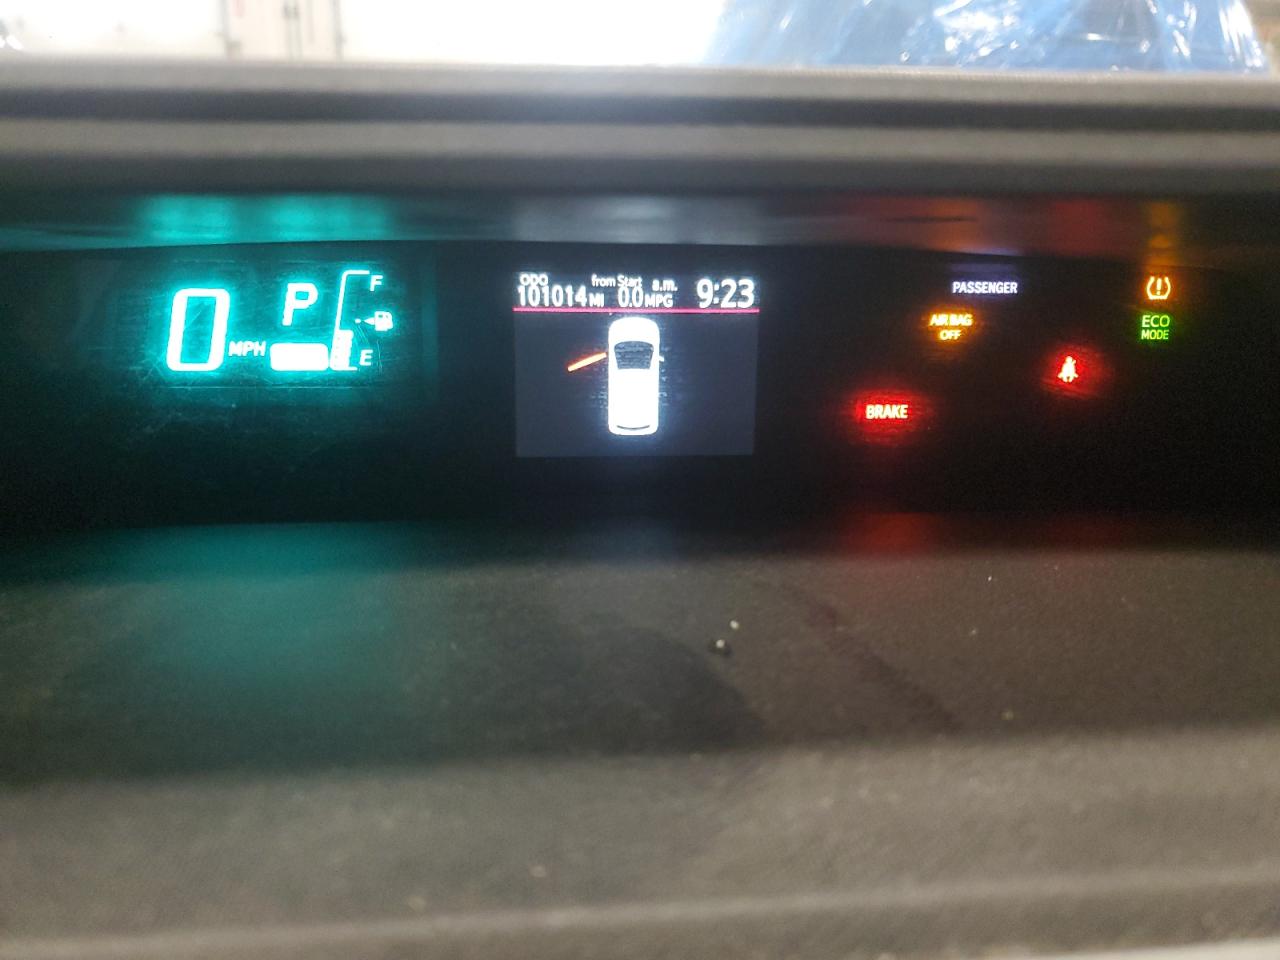 0 MPH
P
F
E
ODO
101014 MI
from Start
0.0 MPG
a.m.
9:23
PASSENGER
AIR BAG
OFF
BRAKE
(!)
ECO
MODE